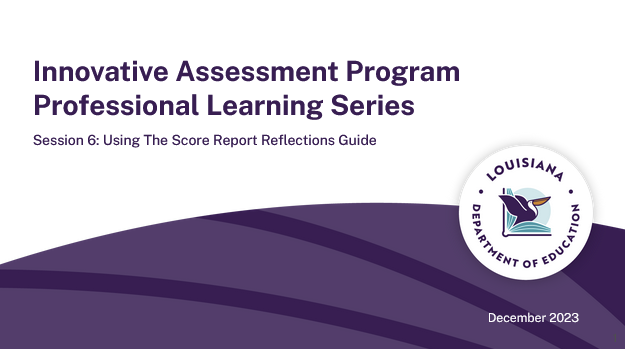 Innovative Assessment Program
Professional Learning Series
Session 6: Using The Score Report Reflections Guide
LOUISIANA
DEPARTMENT OF EDUCATION
December 2023